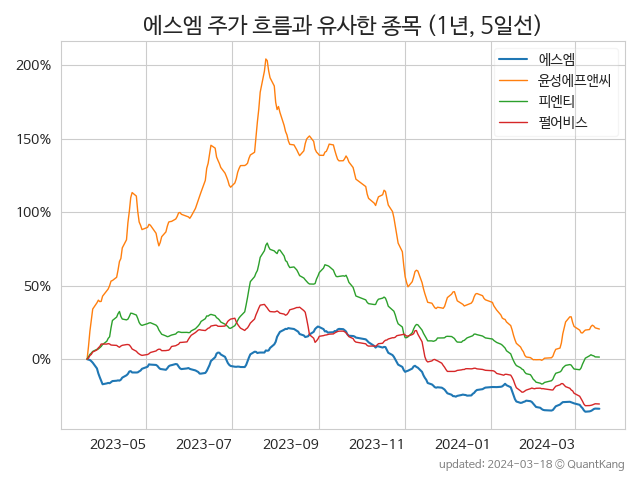 에스엠 주가 흐름과 유사한 종목 (1년, 5일선)
에스엠
윤성에프앤씨
피엔티
펄어비스
200%
150%
100%
50%
0%
2023-05 2023-07 2023-09 2023-11 2024-01 2024-03
updated: 2024-03-18 © QuantKang